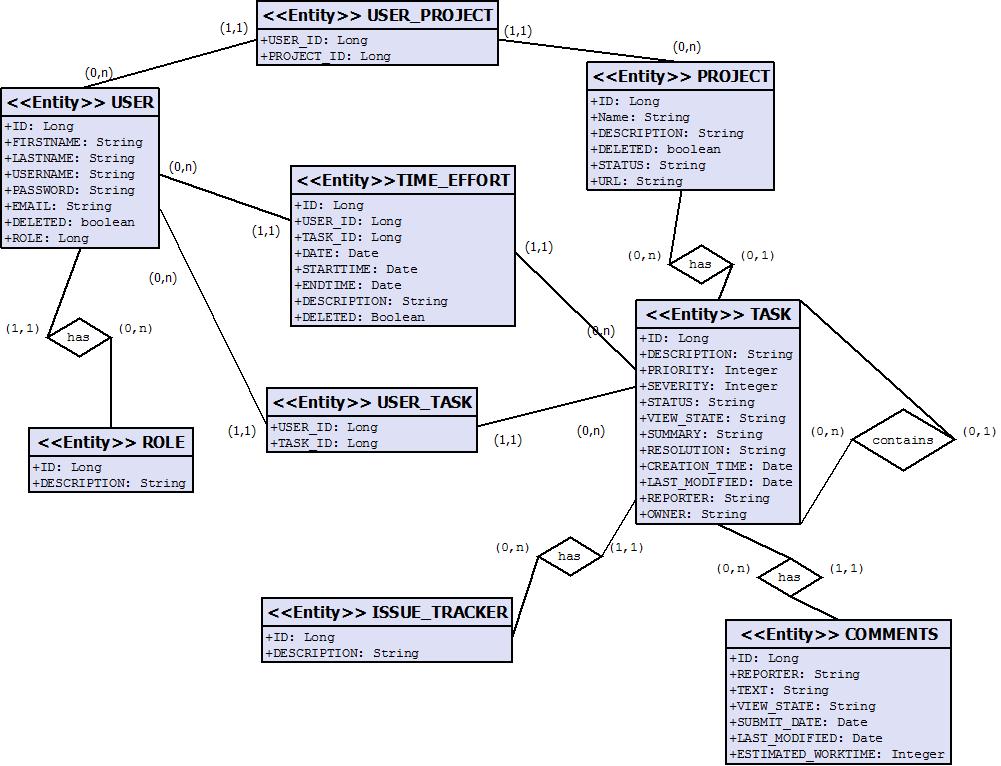 <<Entity>> USER_PROJECT
+USER_ID: Long
+PROJECT_ID: Long
(1,1)
(1,1)
(0,n)
(0,n)
<<Entity>> PROJECT
+ID: Long
+Name: String
+DESCRIPTION: String
+DELETED: boolean
+STATUS: String
+URL: String
<<Entity>> USER
+ID: Long
+FIRSTNAME: String
+LASTNAME: String
+USERNAME: String
+PASSWORD: String
+EMAIL: String
+DELETED: boolean
+ROLE: Long
(0,n)
(1,1)
<<Entity>>TIME_EFFORT
+ID: Long
+USER_ID: Long
+TASK_ID: Long
+DATE: Date
+STARTTIME: Date
+ENDTIME: Date
+DESCRIPTION: String
+DELETED: Boolean
(1,1)
(0,n)
(0,n)
has
(0,1)
(0,n)
(1,1)
has
(0,n)
<<Entity>> TASK
+ID: Long
+DESCRIPTION: String
+PRIORITY: Integer
+SEVERITY: Integer
+STATUS: String
+VIEW_STATE: String
+SUMMARY: String
+RESOLUTION: String
+CREATION_TIME: Date
+LAST_MODIFIED: Date
+REPORTER: String
+OWNER: String
(0,n)
contains
(0,1)
<<Entity>> USER_TASK
+USER_ID: Long
+TASK_ID: Long
(1,1)
(1,1)
(0,n)
<<Entity>> ROLE
+ID: Long
+DESCRIPTION: String
(0,n)
has
(1,1)
(0,n)
has
(1,1)
<<Entity>> ISSUE_TRACKER
+ID: Long
+DESCRIPTION: String
<<Entity>> COMMENTS
+ID: Long
+REPORTER: String
+TEXT: String
+VIEW_STATE: String
+SUBMIT_DATE: Date
+LAST_MODIFIED: Date
+ESTIMATED_WORKTIME: Integer